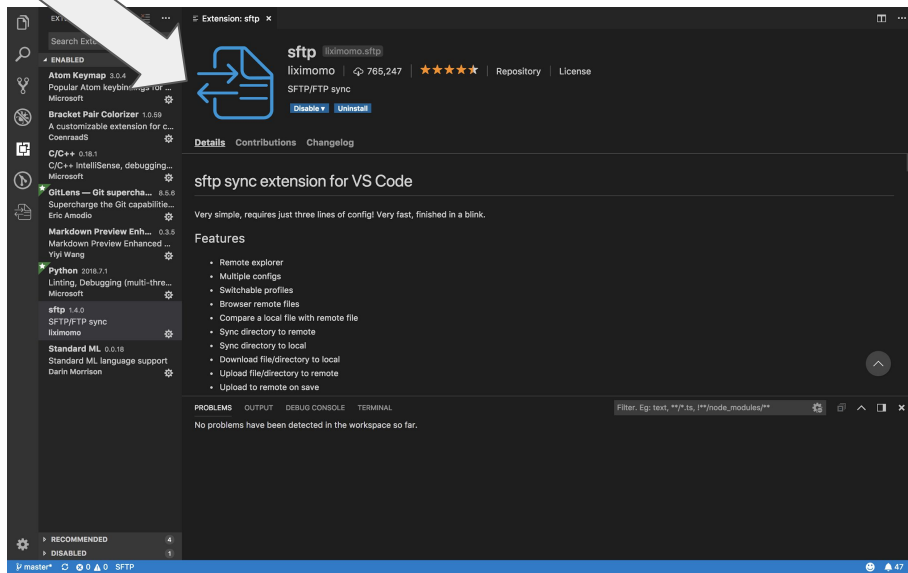 EXT
Extension: sftp
Search Exte
ENABLED
Atom Keymap 3.0.4
Popular Atom keybin for ...
Microsoft
Bracket Pair Colorizer 1.0.59
A customizable extension for c...
CoenraadS
C/C++ 0.18.1
C/C++ IntelliSense, debugging...
Microsoft
GitLens — Git supercha... 8.5.6
Supercharge the Git capabilitie...
Eric Amodio
Markdown Preview Enh... 0.3.5
Markdown Preview Enhanced ...
Yiyi Wang
Python 2018.7.1
Linting, Debugging (multi-thre...
Microsoft
sftp 1.4.0
SFTP/FTP sync
liximomo
Standard ML 0.0.18
Standard ML language support
Darin Morrison
RECOMMENDED 4
DISABLED 1
sftp liximomo.sftp
liximomo 765,247 Repository License
SFTP/FTP sync
Disable Uninstall
Details Contributions Changelog
sftp sync extension for VS Code
Very simple, requires just three lines of config! Very fast, finished in a blink.
Features
• Remote explorer
• Multiple configs
• Switchable profiles
• Browser remote files
• Compare a local file with remote file
• Sync directory to remote
• Sync directory to local
• Download file/directory to local
• Upload file/directory to remote
• Upload to remote on save
PROBLEMS OUTPUT DEBUG CONSOLE TERMINAL Filter. Eg: text, **/*.ts, !**/node_modules/**
No problems have been detected in the workspace so far.
master* 0 0 SFTP 47